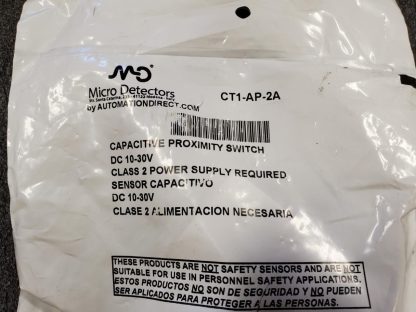 MD
Micro Detectors
by AUTOMATIONDIRECT.COM
CT1-AP-2A
CAPACITIVE PROXIMITY SWITCH
DC 10-30V
CLASS 2 POWER SUPPLY REQUIRED
SENSOR CAPACITIVO
DC 10-30V
CLASE 2 ALIMENTACION NECESARIA
THESE PRODUCTS ARE NOT SAFETY SENSORS AND ARE NOT
SUITABLE FOR USE IN PERSONNEL SAFETY APPLICATIONS.
ESTOS PRODUCTOS NO SON DE SEGURIDAD Y NO PUEDEN
SER APLICADOS PARA PROTEGER A LAS PERSONAS.